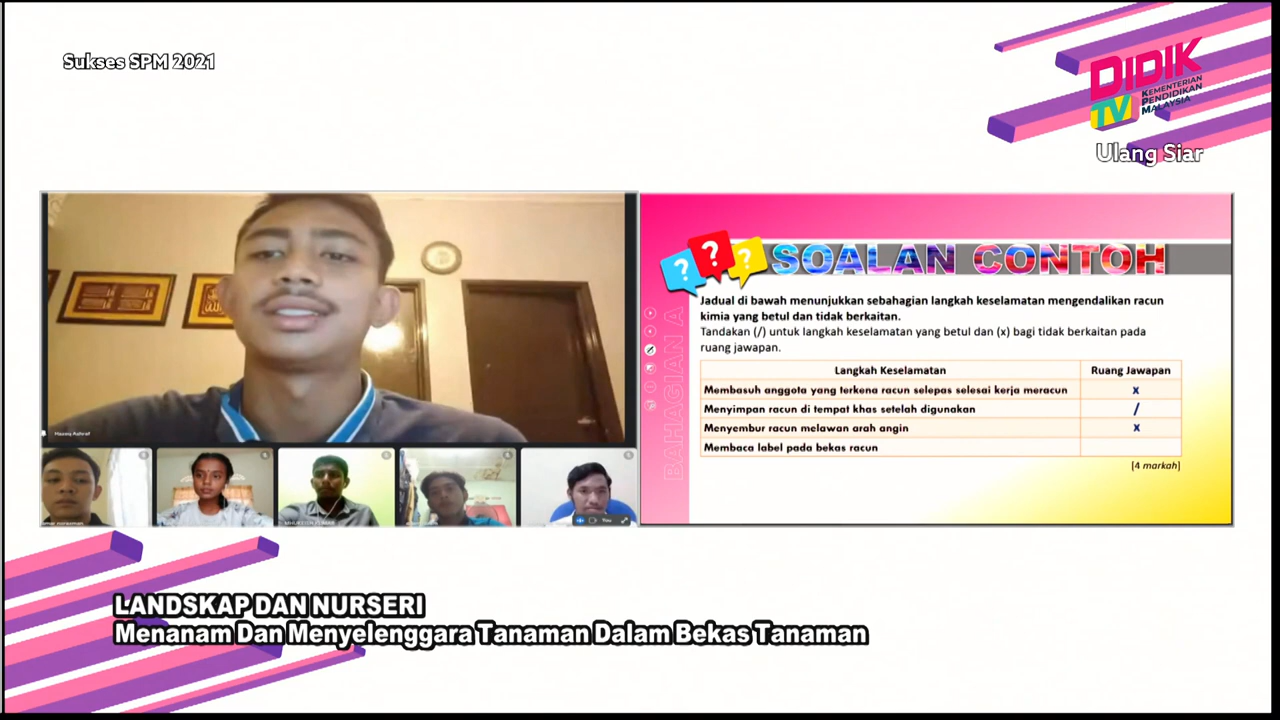 Sukses SPM 2021
DIDIK
TV
KEMENTERIAN
PENDIDIKAN
MALAYSIA
Ulang Siar
Haziq Ashraf
You
? ? ?
SOALAN CONTOH
BAHAGIAN A
Jadual di bawah menunjukkan sebahagian langkah keselamatan mengendalikan racun
kimia yang betul dan tidak berkaitan.
Tandakan (/) untuk langkah keselamatan yang betul dan (x) bagi tidak berkaitan pada
ruang jawapan.
Langkah Keselamatan Ruang Jawapan
Membasuh anggota yang terkena racun selepas selesai kerja meracun x
Menyimpan racun di tempat khas setelah digunakan /
Menyembur racun melawan arah angin x
Membaca label pada bekas racun
[4 markah]
LANDSKAP DAN NURSERI
Menanam Dan Menyelenggara Tanaman Dalam Bekas Tanaman